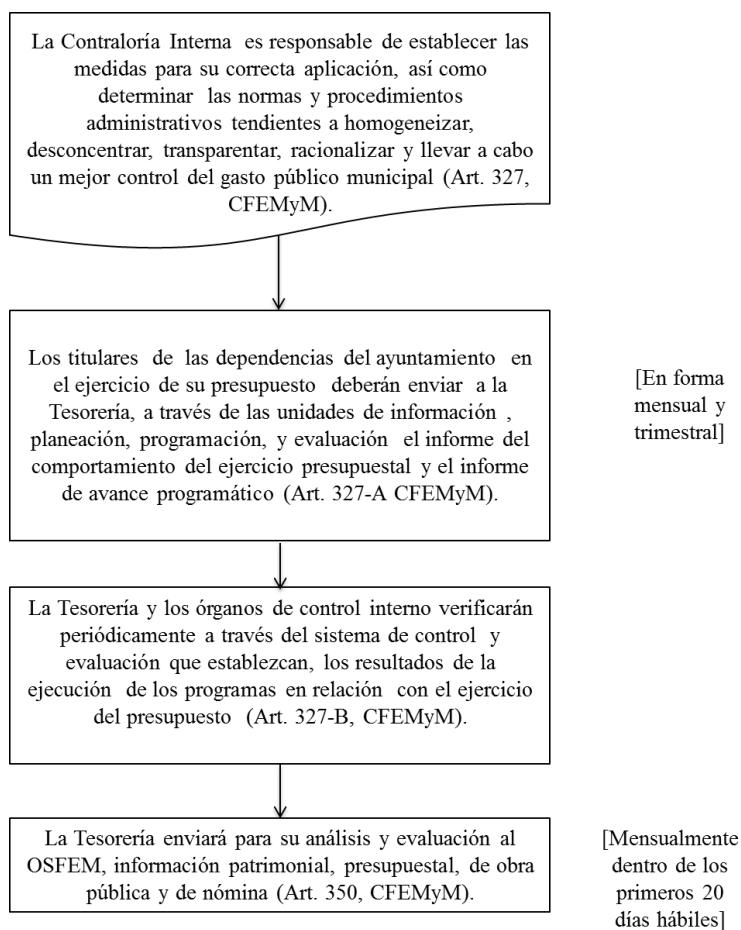 La Contraloría Interna es responsable de establecer las
medidas para su correcta aplicación, así como
determinar las normas y procedimientos
administrativos tendientes a homogeneizar,
desconcentrar, transparentar, racionalizar y llevar a cabo
un mejor control del gasto público municipal (Art. 327,
CFEMyM).
Los titulares de las dependencias del ayuntamiento en
el ejercicio de su presupuesto deberán enviar a la
Tesorería, a través de las unidades de información ,
planeación, programación, y evaluación el informe del
comportamiento del ejercicio presupuestal y el informe
de avance programático (Art. 327-A CFEMyM).
[En forma
mensual y
trimestral]
La Tesorería y los órganos de control interno verificarán
periódicamente a través del sistema de control y
evaluación que establezcan, los resultados de la
ejecución de los programas en relación con el ejercicio
del presupuesto (Art. 327-B, CFEMyM).
La Tesorería enviará para su análisis y evaluación al
OSFEM, información patrimonial, presupuestal, de obra
pública y de nómina (Art. 350, CFEMyM).
[Mensualmente
dentro de los
primeros 20
días hábiles]